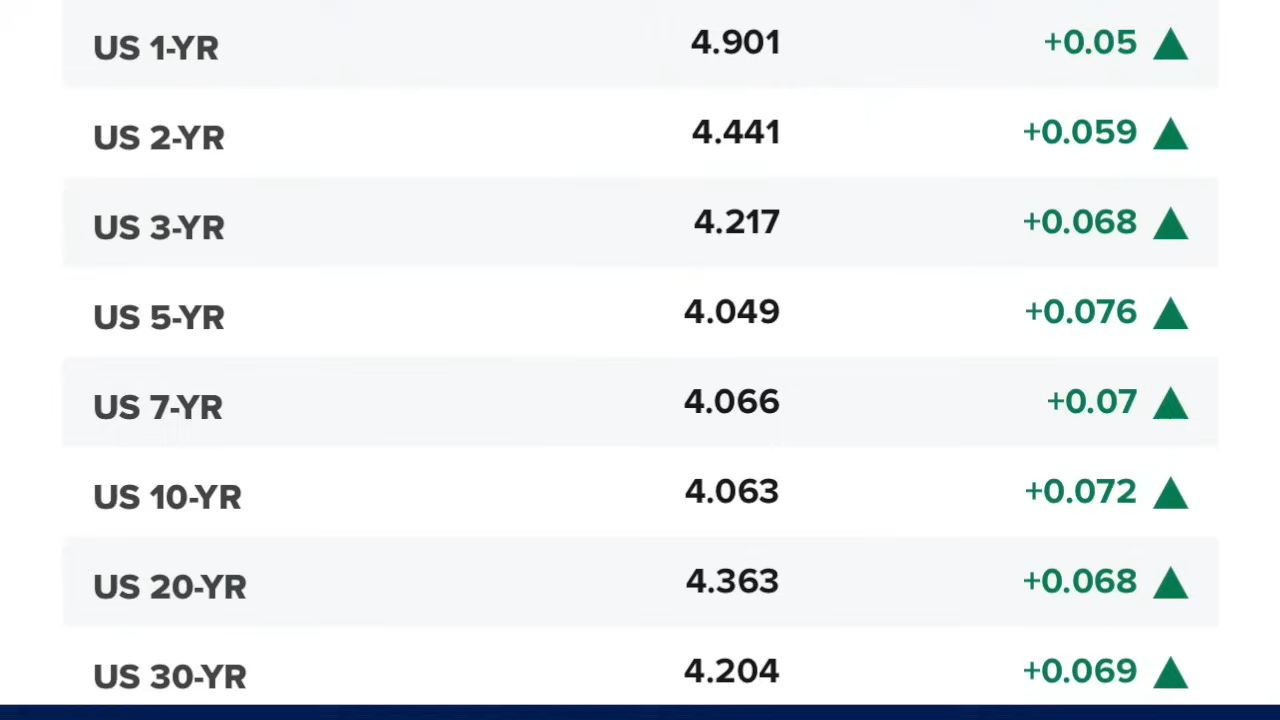 US 1-YR 4.901 +0.05 ▲
US 2-YR 4.441 +0.059 ▲
US 3-YR 4.217 +0.068 ▲
US 5-YR 4.049 +0.076 ▲
US 7-YR 4.066 +0.07 ▲
US 10-YR 4.063 +0.072 ▲
US 20-YR 4.363 +0.068 ▲
US 30-YR 4.204 +0.069 ▲